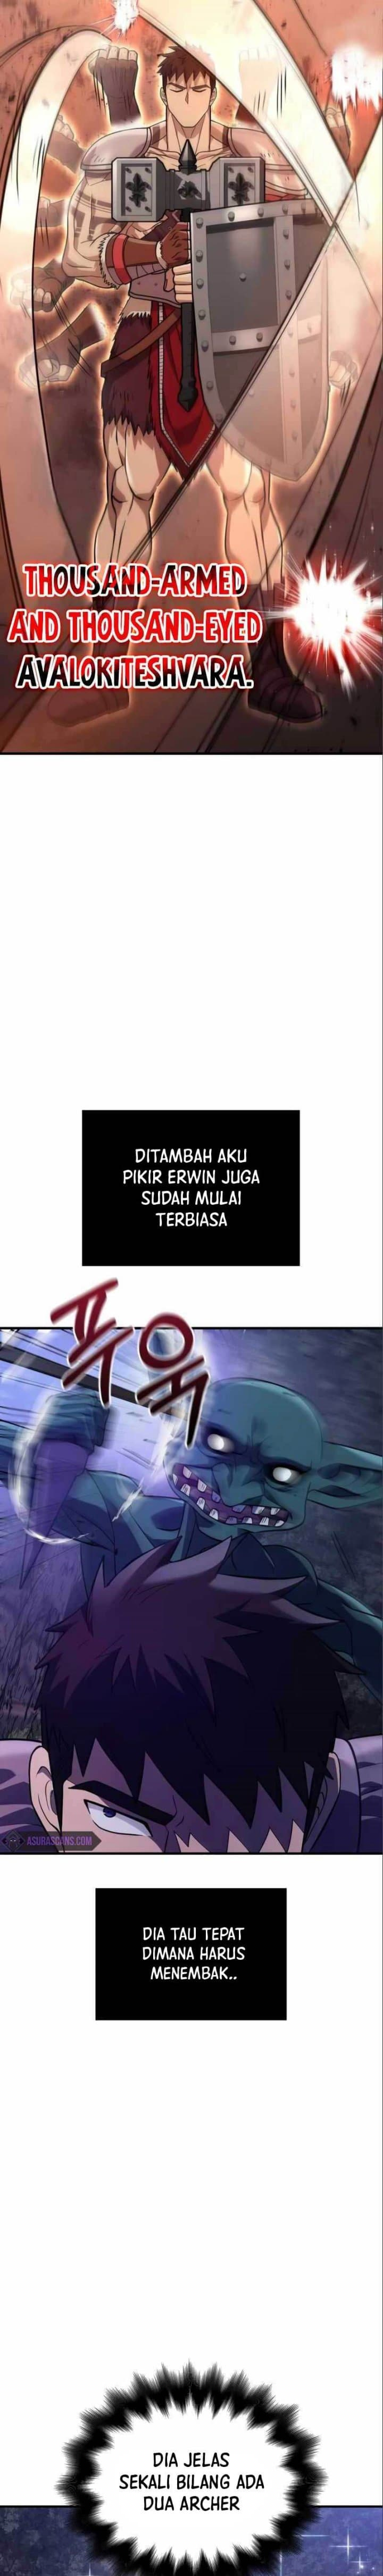 THOUSAND-ARMED
AND THOUSAND-EYED
AVALOKITESHVARA.
DITAMBAH AKU
PIKIR ERWIN JUGA
SUDAH MULAI
TERBIASA
푸욱
ASURASCANS.COM
DIA TAU TEPAT
DIMANA HARUS
MENEMBAK..
DIA JELAS
SEKALI BILANG ADA
DUA ARCHER